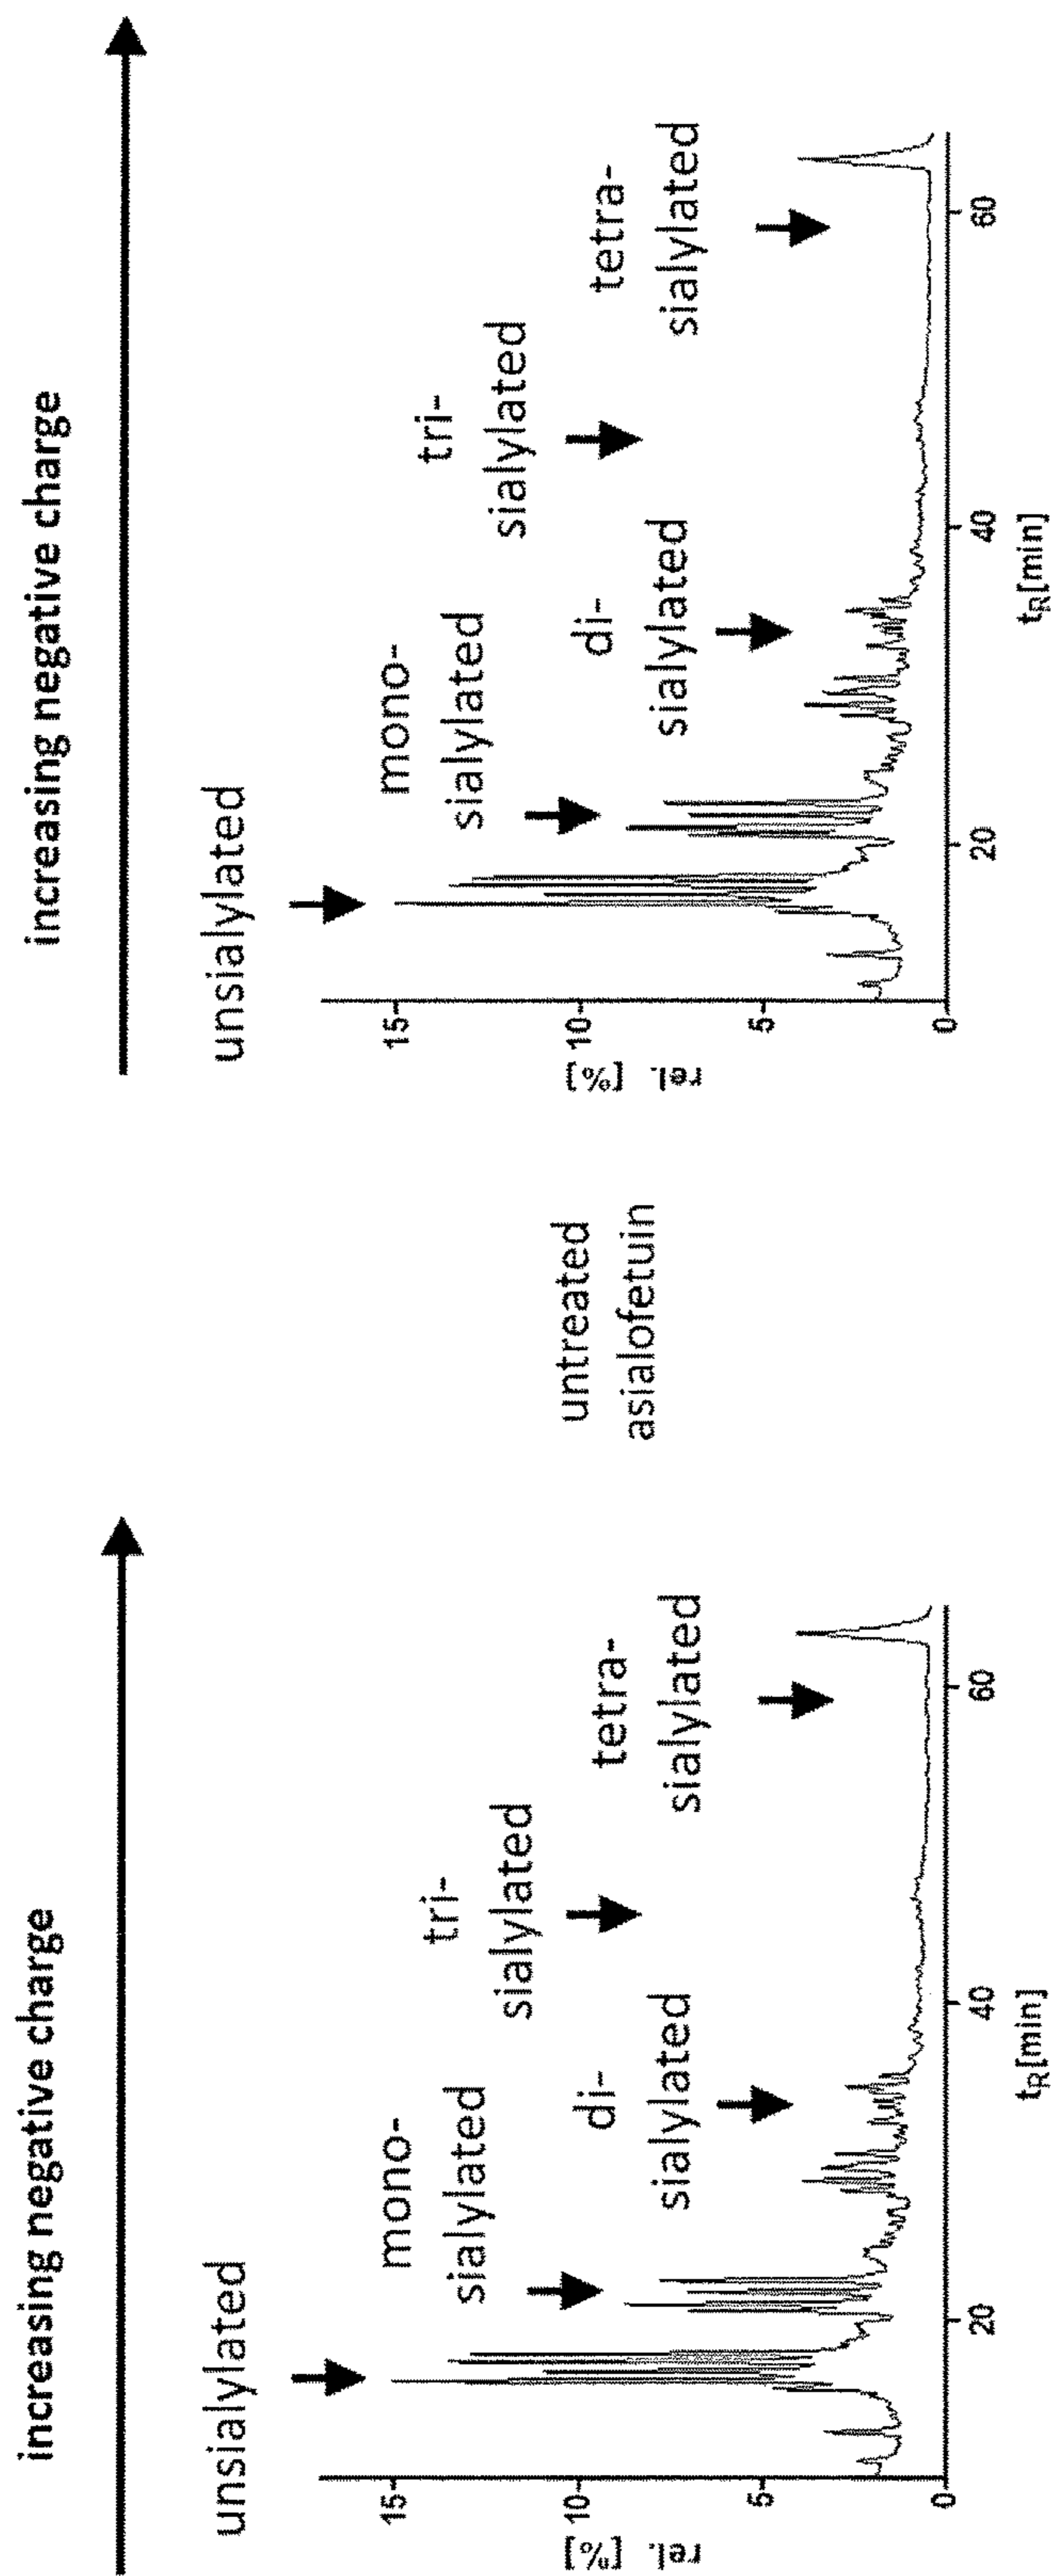 increasing negative charge
unsialylated
mono-
sialylated
di-
sialylated
tri-
sialylated
tetra-
sialylated
15
10
5
0
rel. [%]
20
40
60
tR[min]
untreated
asialofetuin
increasing negative charge
unsialylated
mono-
sialylated
di-
sialylated
tri-
sialylated
tetra-
sialylated
15
10
5
0
rel. [%]
20
40
60
tR[min]